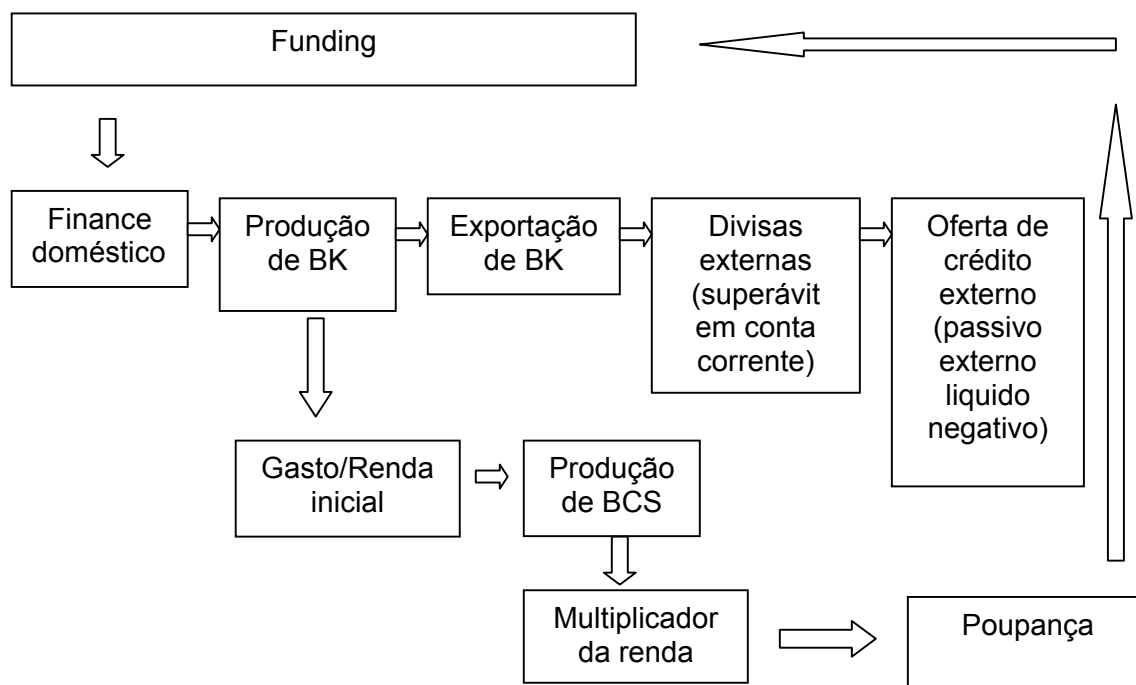 Funding
Finance
doméstico
Produção
de BK
Exportação
de BK
Divisas
externas
(superávit
em conta
corrente)
Oferta de
crédito
externo
(passivo
externo
liquido
negativo)
Gasto/Renda
inicial
Produção
de BCS
Multiplicador
da renda
Poupança